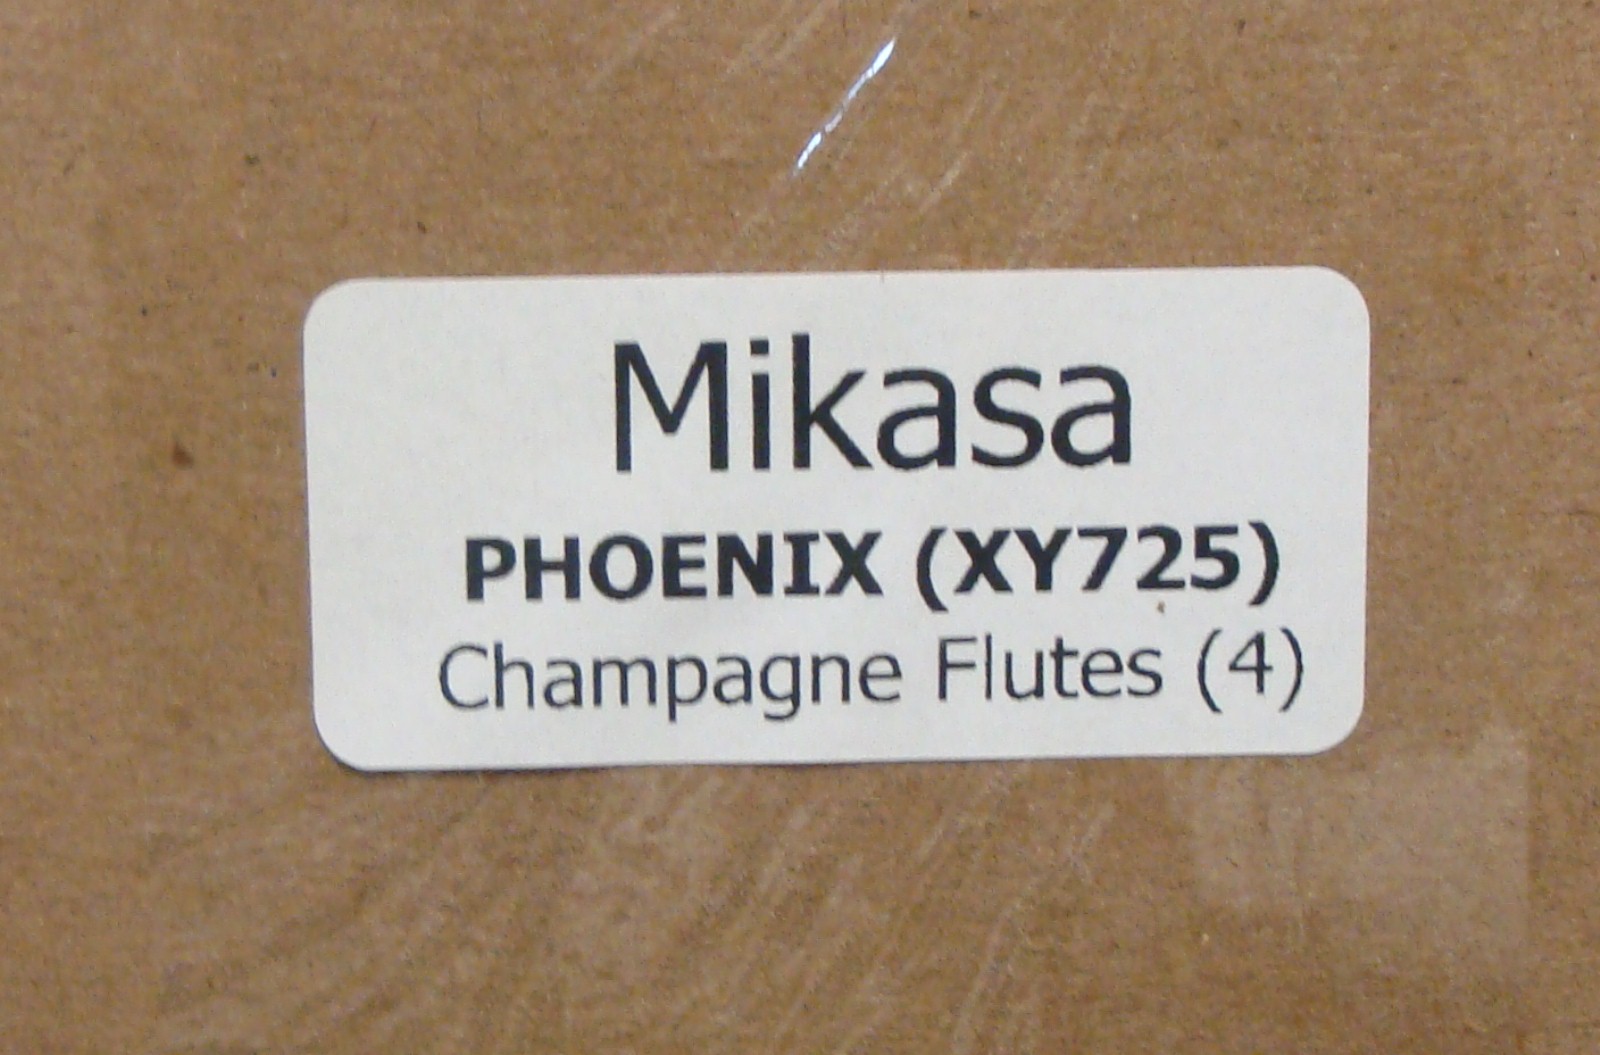 Mikasa
PHOENIX (XY725)
Champagne Flutes (4)